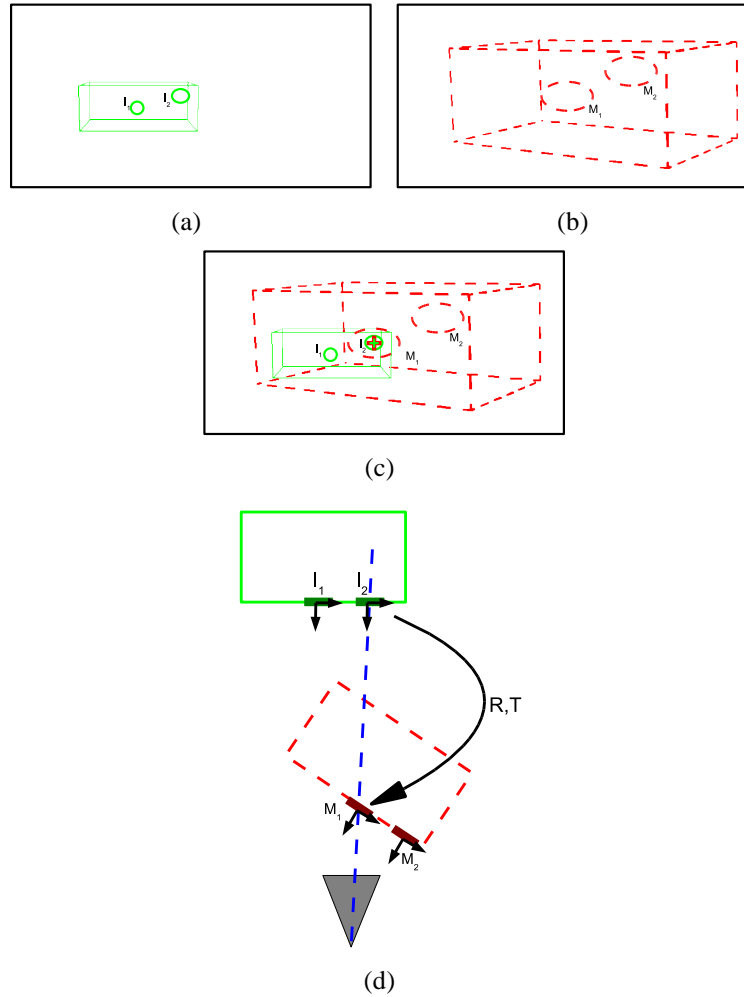 I₁ I₂
M₁ M₂
(a) (b)
I₁ I₂ M₁ M₂
(c)
I₁ I₂
R,T
M₁
M₂
(d)